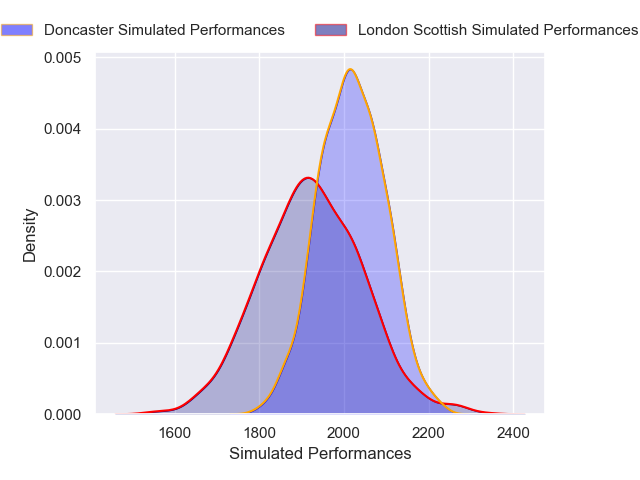 Doncaster Simulated Performances London Scottish Simulated Performances
0.005
0.004
0.003
0.002
0.001
0.000
Density
1600 1800 2000 2200 2400
Simulated Performances